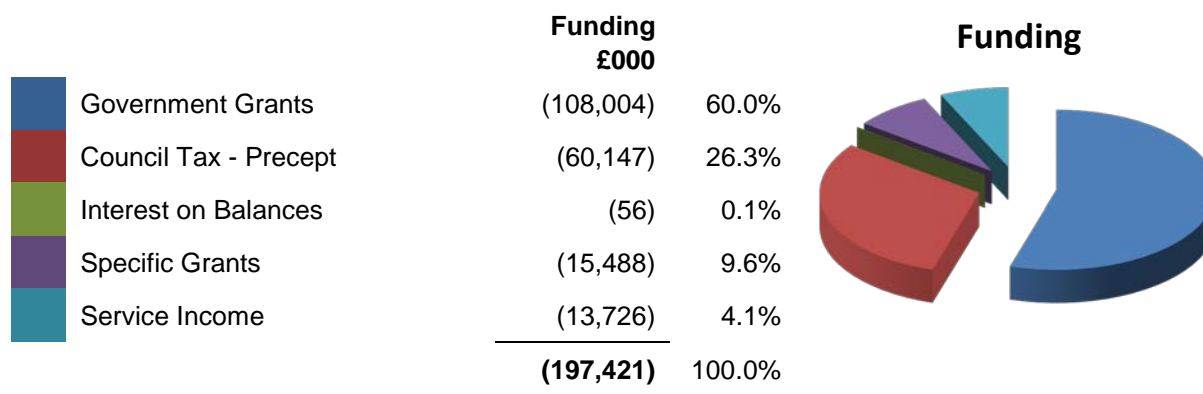 Funding
£000
Government Grants (108,004) 60.0%
Council Tax - Precept (60,147) 26.3%
Interest on Balances (56) 0.1%
Specific Grants (15,488) 9.6%
Service Income (13,726) 4.1%
(197,421) 100.0%
Funding